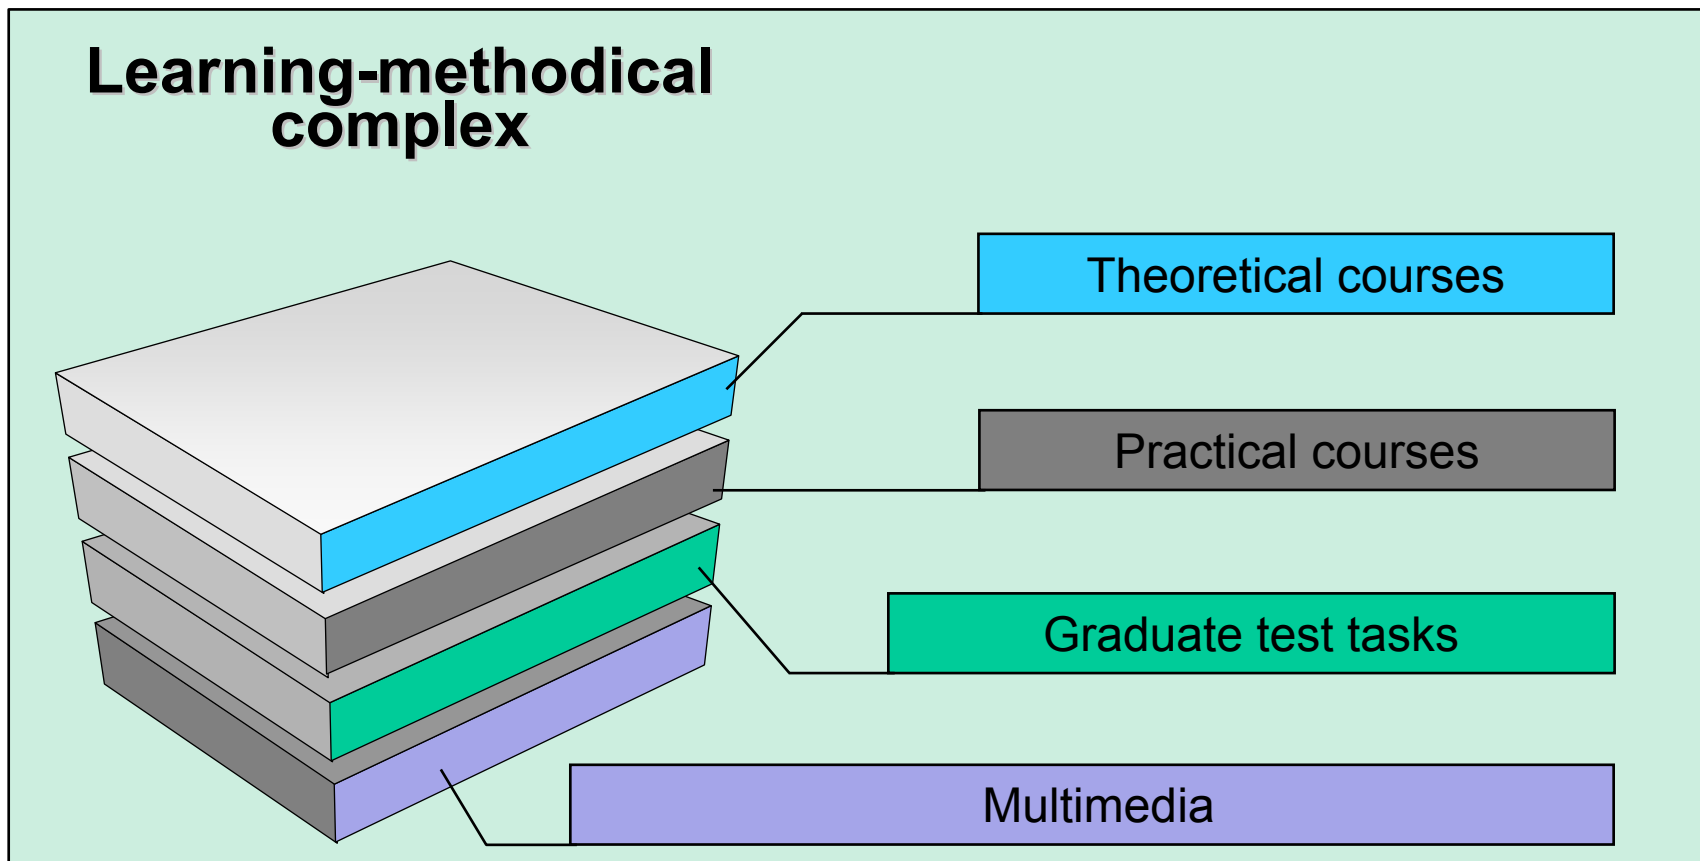 Learning-methodical
complex
Theoretical courses
Practical courses
Graduate test tasks
Multimedia